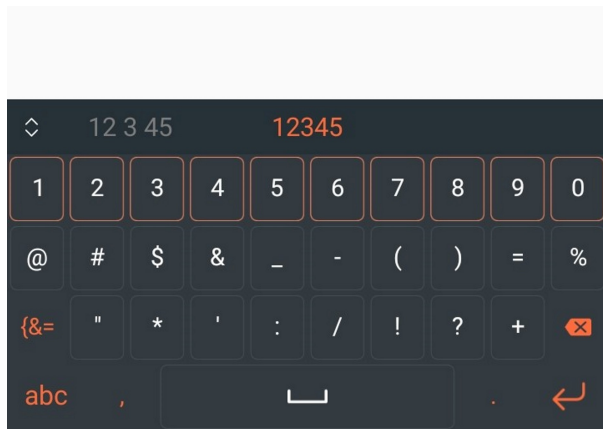 12 3 45 12345
1 2 3 4 5 6 7 8 9 0
@ # $ & _ - ( ) = %
{&= " * ' : / ! ? +
abc , .